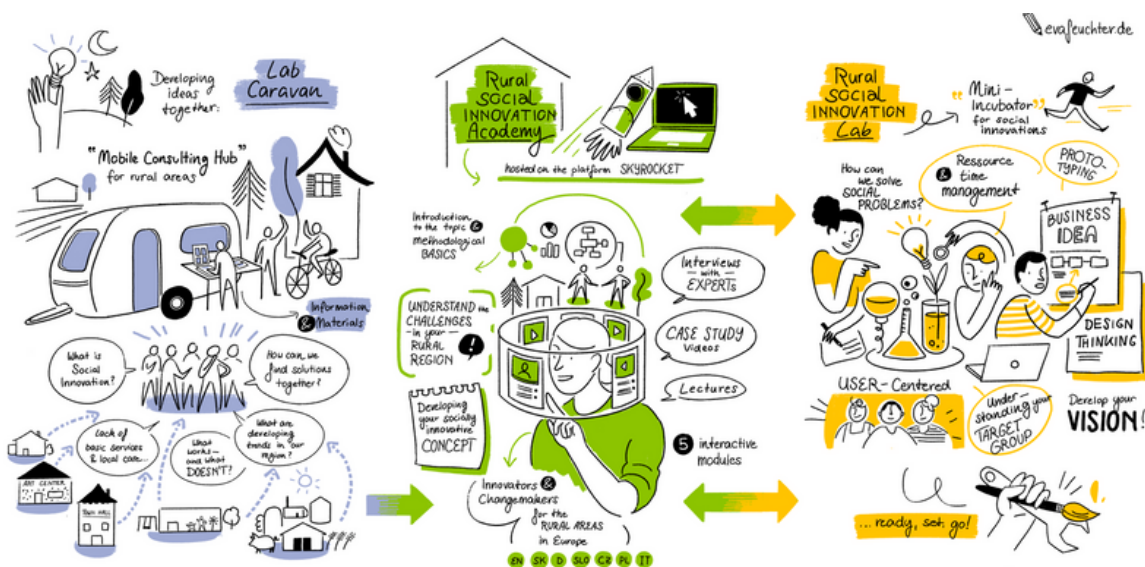 evafeuchter.de
Developing
ideas
together:
Lab
Caravan
"Mobile Consulting Hub"
for rural areas
Information
& Materials
What is
Social
Innovation?
How can we
find solutions
together?
Lack of
basic services
& local care...
What
works-
and what
DOESN'T?
What are
developing
trends in our
region?
ART CENTER
TOWN HALL
Rural
SOCIAL
INNOVATION
Academy
hosted on the platform SKYROCKET
Introduction
to the topic &
methodological
BASICS
UNDERSTAND the
CHALLENGES
- in your -
RURAL
REGION
!
Developing
your socially
innovative
CONCEPT
Interviews
- with -
EXPERTs
CASE STUDY
Videos
Lectures
5 interactive
modules
Innovators &
Changemakers
for the
RURAL AREAS
in Europe
EN SK D SLO CZ PL IT
Rural
SOCIAL
INNOVATION
Lab
"Mini-
Incubator"
for social
innovations
How can
we solve
SOCIAL
PROBLEMS?
Ressource
& time
management
PROTO-
TYPING
BUSINESS
IDEA
DESIGN
THINKING
USER-Centered
Under-
standing your
TARGET
GROUP
Develop your
VISION!
...ready, set, go!